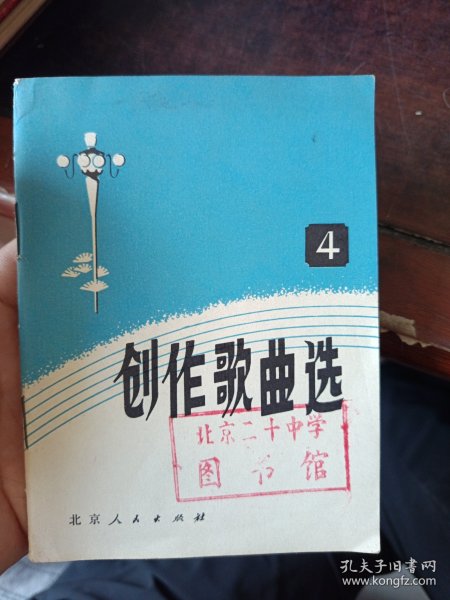 4
创作歌曲选
北京二十中学
图书馆
北京人民出版社
孔夫子旧书网
www.kongfz.com